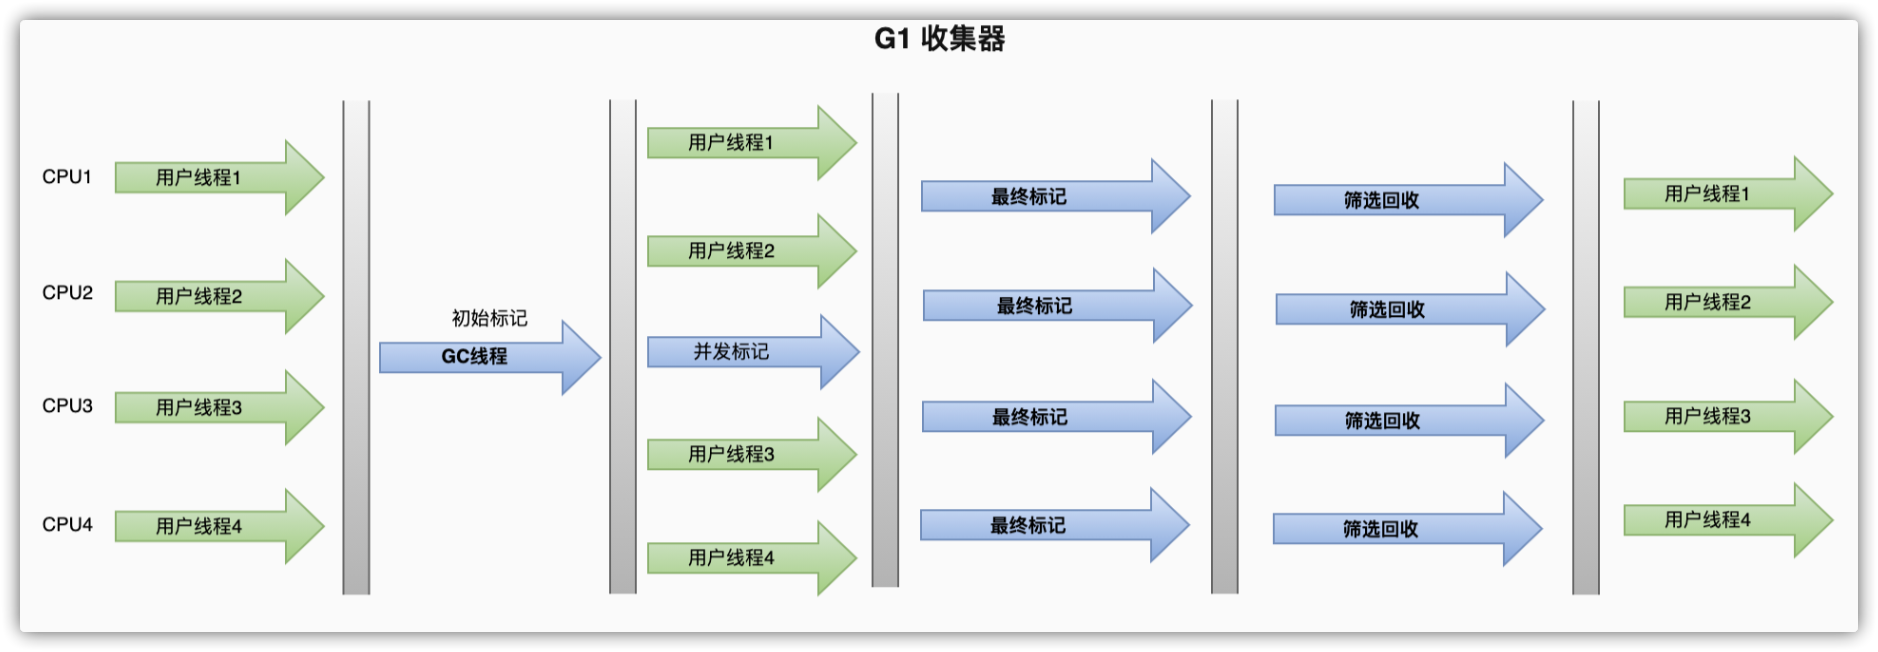 G1 收集器
CPU1
用户线程1
CPU2
用户线程2
CPU3
用户线程3
CPU4
用户线程4
初始标记
GC线程
用户线程1
用户线程2
并发标记
用户线程3
用户线程4
最终标记
最终标记
最终标记
最终标记
筛选回收
筛选回收
筛选回收
筛选回收
用户线程1
用户线程2
用户线程3
用户线程4